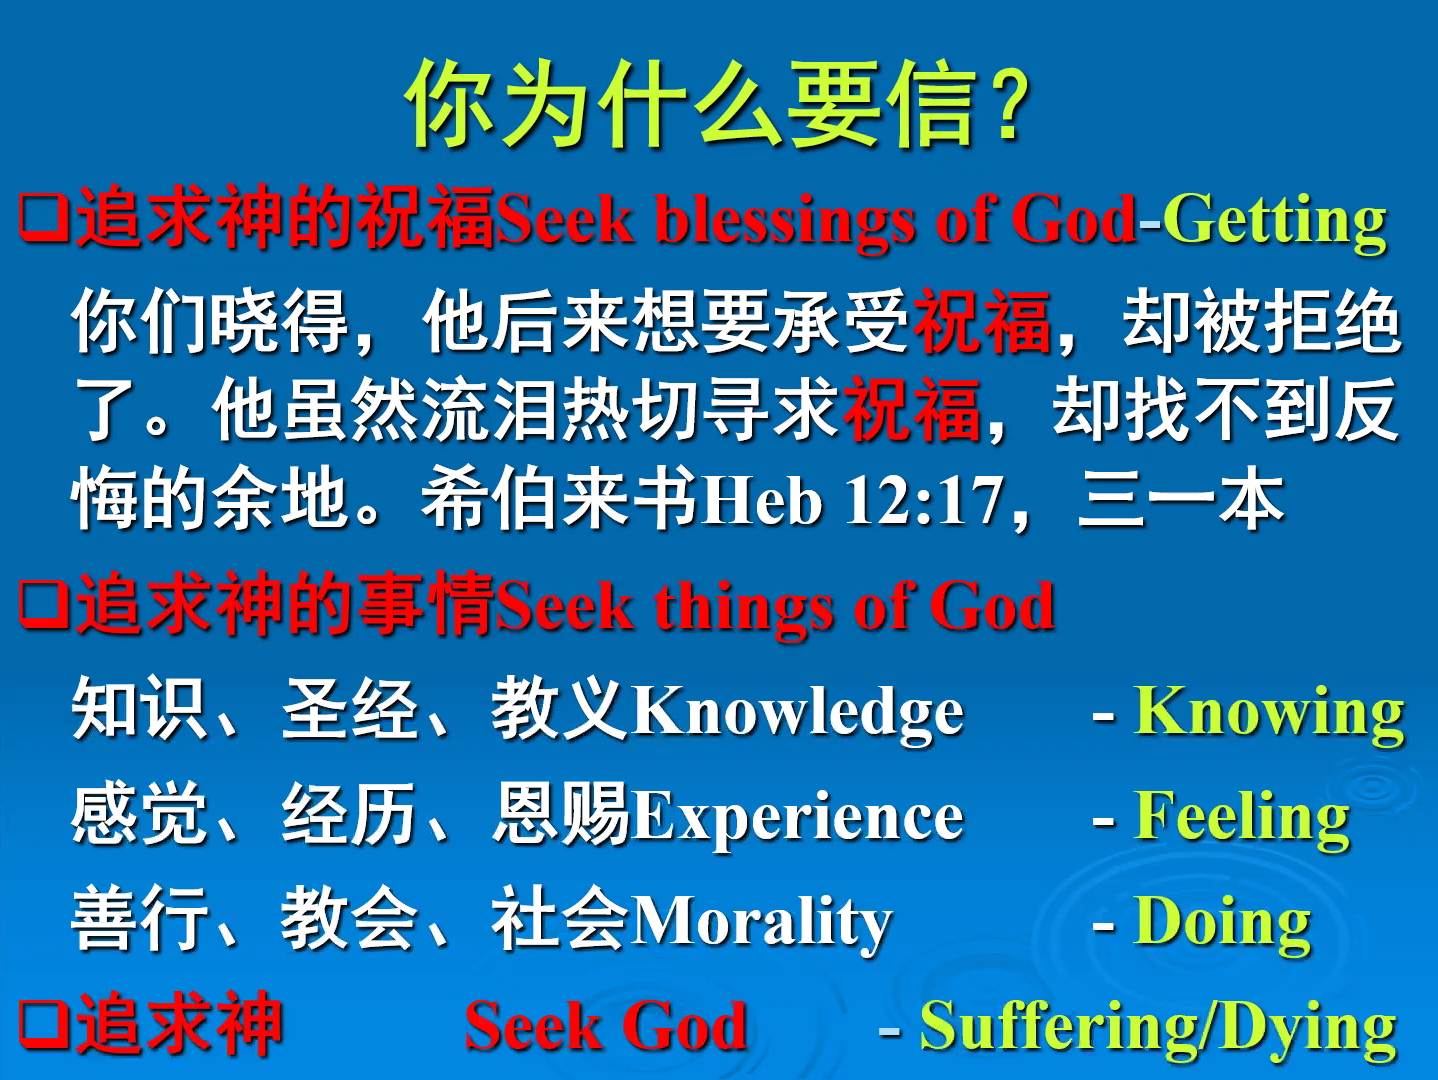 你为什么要信？
❑追求神的祝福Seek blessings of God-Getting
你们晓得，他后来想要承受祝福，却被拒绝
了。他虽然流泪热切寻求祝福，却找不到反
悔的余地。希伯来书Heb 12:17，三一本
❑追求神的事情Seek things of God
知识、圣经、教义Knowledge - Knowing
感觉、经历、恩赐Experience - Feeling
善行、教会、社会Morality - Doing
❑追求神 Seek God - Suffering/Dying